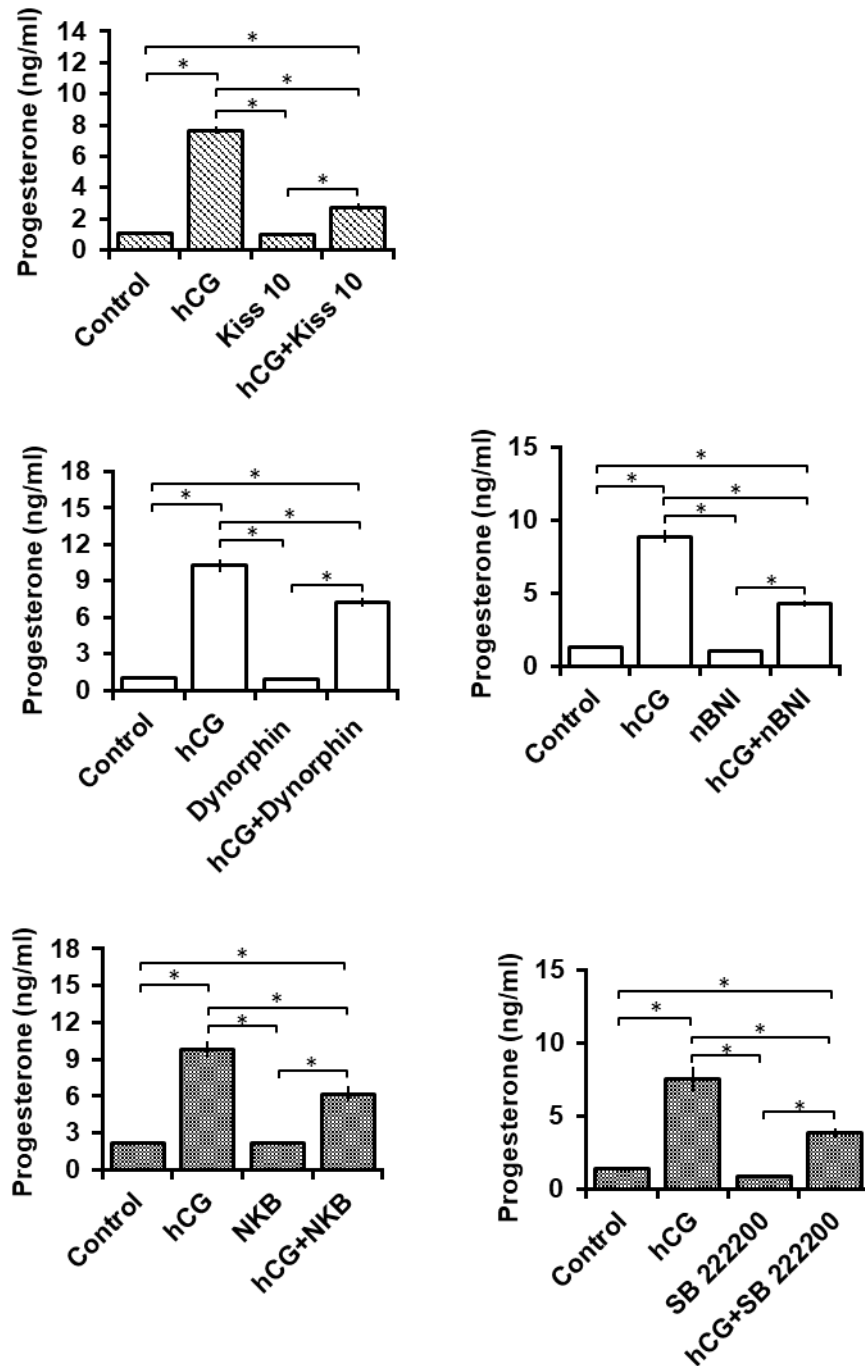 Progesterone (ng/ml)
14
12
10
8
6
4
2
0
*
*
*
*
*
Control
hCG
Kiss 10
hCG+Kiss 10
Progesterone (ng/ml)
18
15
12
9
6
3
0
*
*
*
*
*
Control
hCG
Dynorphin
hCG+Dynorphin
Progesterone (ng/ml)
15
10
5
0
*
*
*
*
*
Control
hCG
nBNI
hCG+nBNI
Progesterone (ng/ml)
18
15
12
9
6
3
0
*
*
*
*
*
Control
hCG
NKB
hCG+NKB
Progesterone (ng/ml)
15
10
5
0
*
*
*
*
*
Control
hCG
SB 222200
hCG+SB 222200